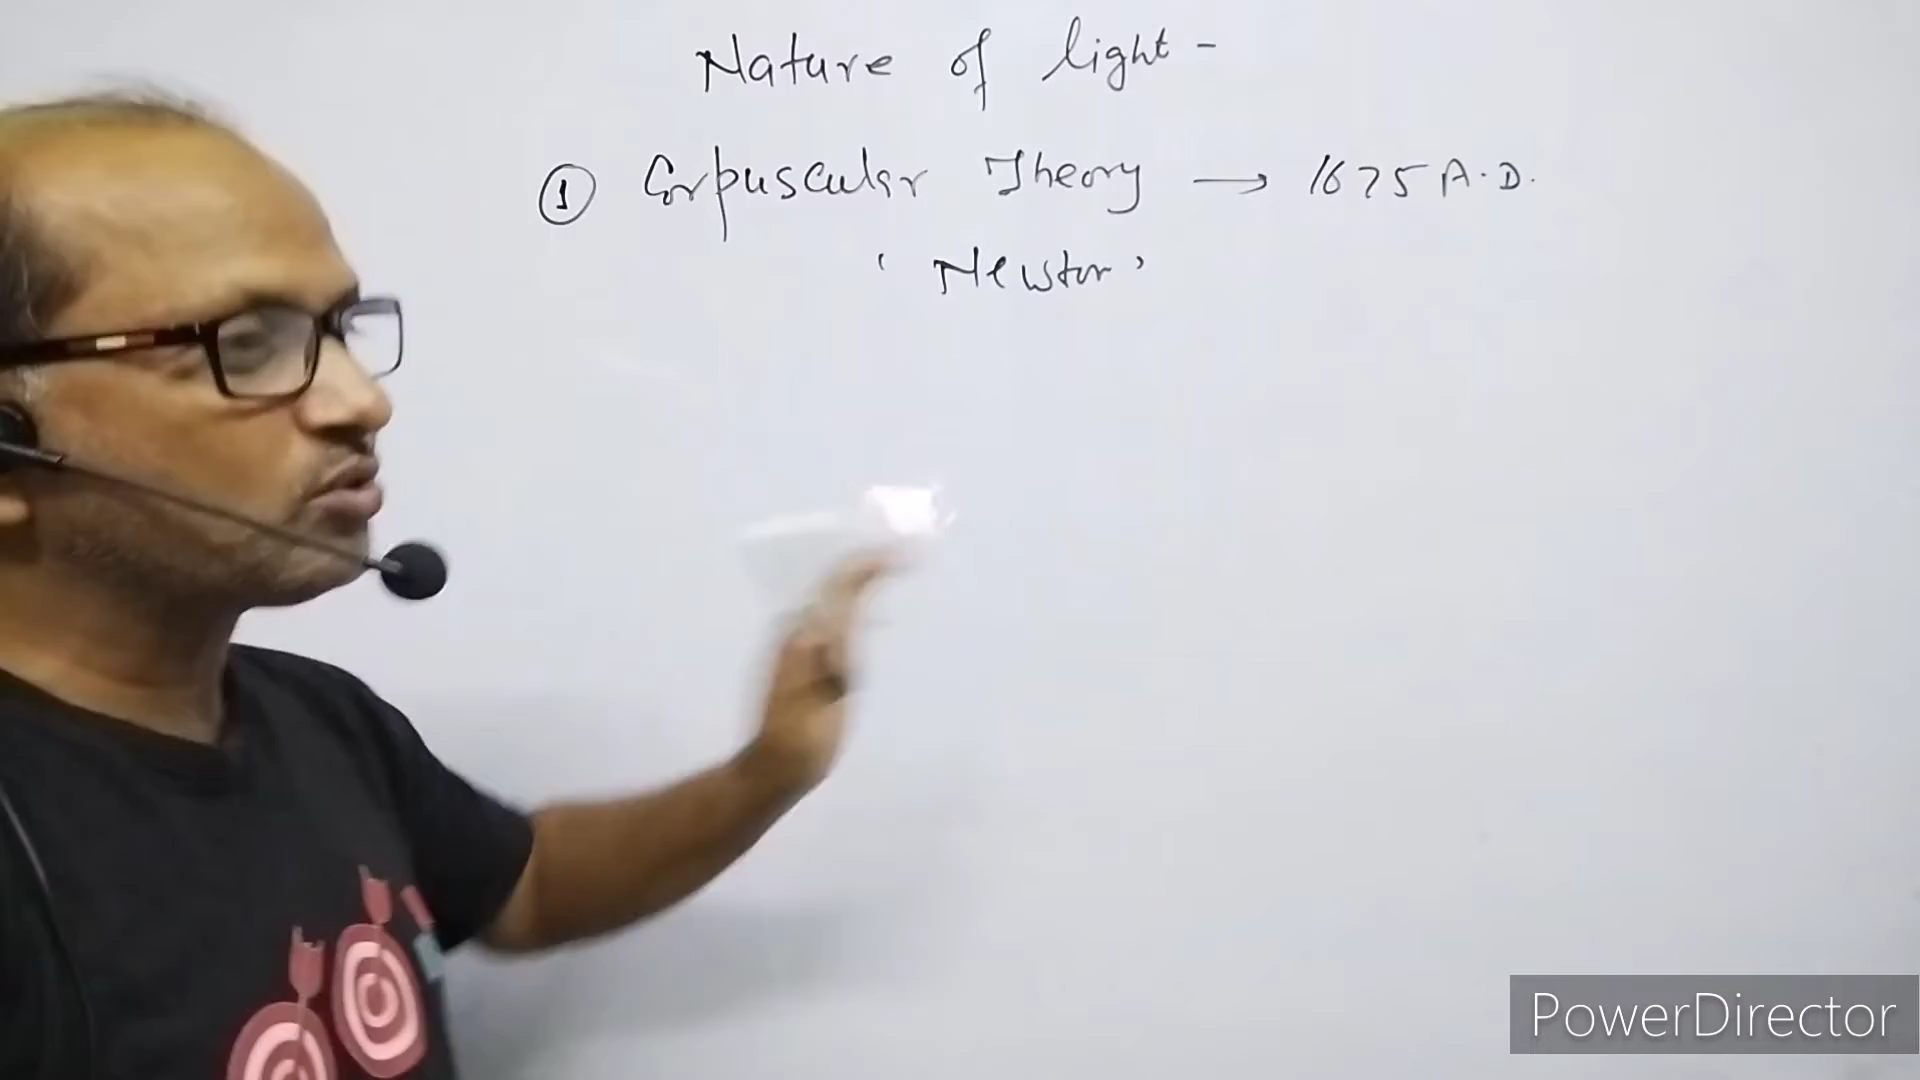 Nature of light -
① Corpuscular Theory → 1675 A.D.
' Newton '
PowerDirector